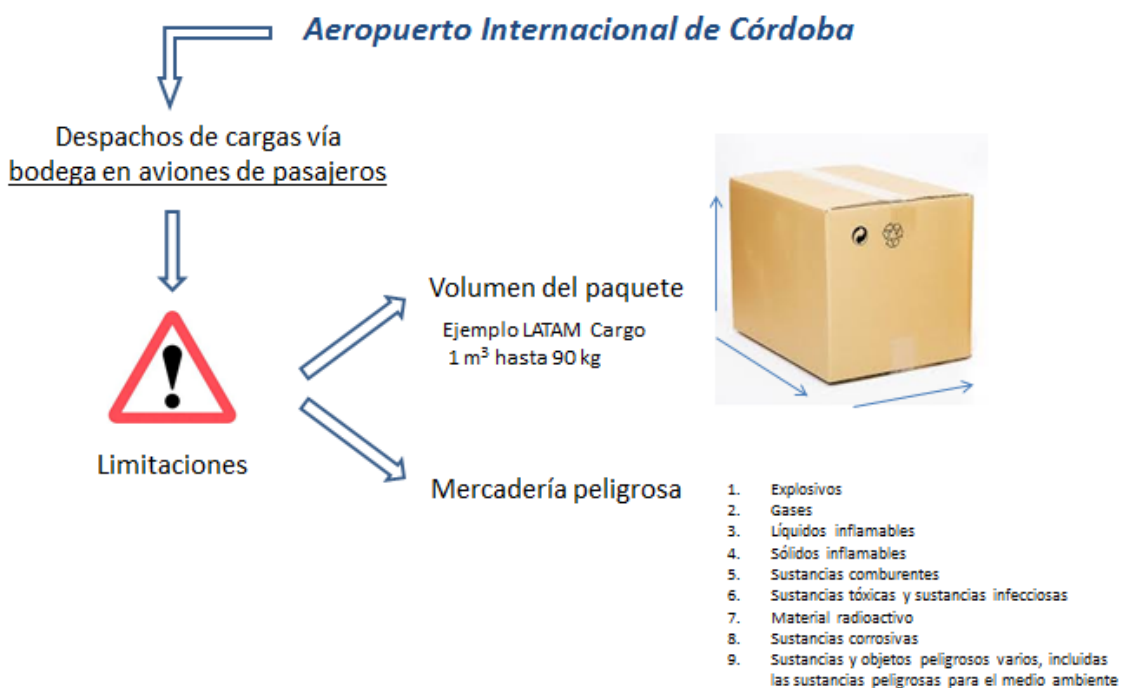 Aeropuerto Internacional de Córdoba
Despachos de cargas vía
bodega en aviones de pasajeros
Limitaciones
Volumen del paquete
Ejemplo LATAM Cargo
1 m³ hasta 90 kg
Mercadería peligrosa
1. Explosivos
2. Gases
3. Líquidos inflamables
4. Sólidos inflamables
5. Sustancias comburentes
6. Sustancias tóxicas y sustancias infecciosas
7. Material radioactivo
8. Sustancias corrosivas
9. Sustancias y objetos peligrosos varios, incluidas
las sustancias peligrosas para el medio ambiente